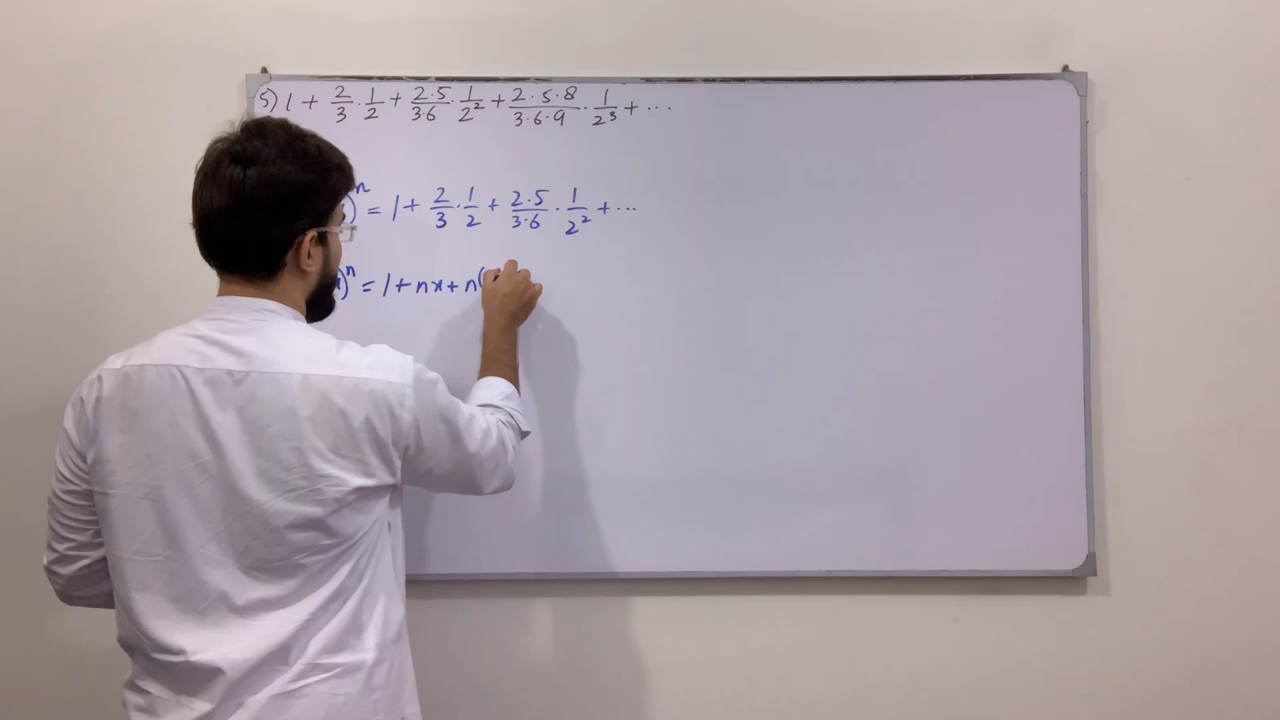 5) 1 + 2/3 · 1/2 + 2·5/3·6 · 1/2² + 2·5·8/3·6·9 · 1/2³ + ...
)ⁿ = 1 + 2/3 · 1/2 + 2·5/3·6 · 1/2² + ...
)ⁿ = 1 + nx + n(